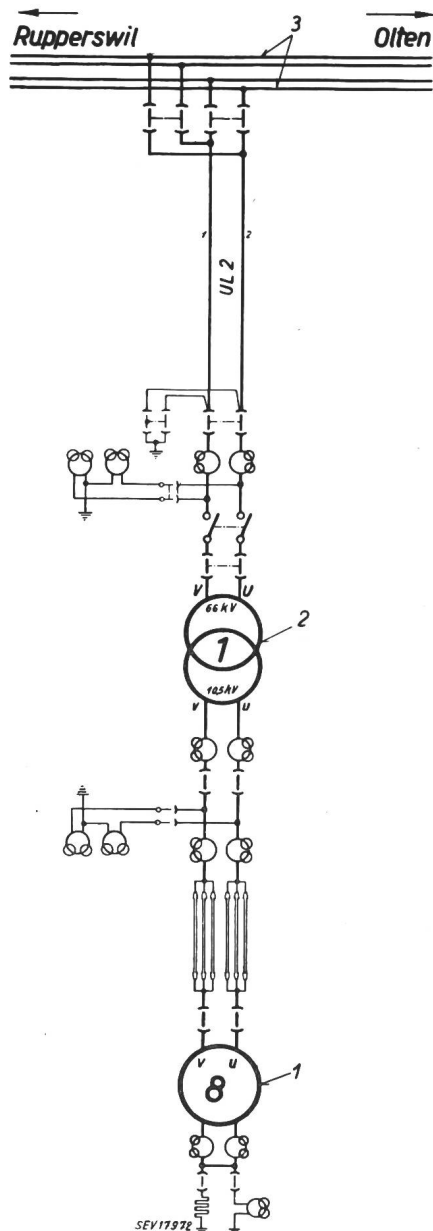 Rupperswil
3
Olten
1
2
UL 2
V
U
66 kV
1
2
10,5 kV
v
u
v
u
8
1
SEV17972